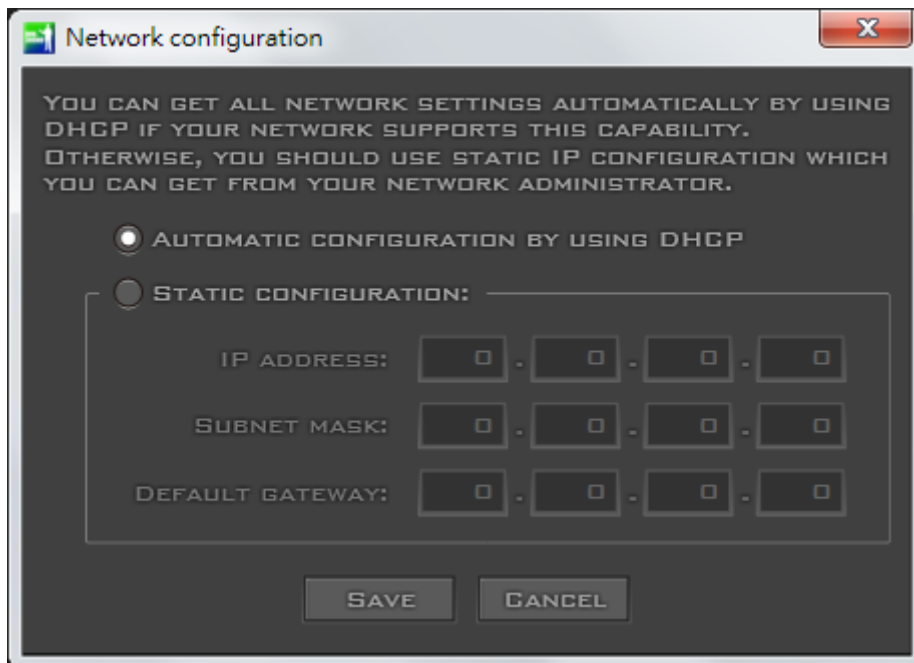 Network configuration
You can get all network settings automatically by using
DHCP if your network supports this capability.
Otherwise, you should use static IP configuration which
you can get from your network administrator.
Automatic configuration by using DHCP
Static configuration:
IP address: 0 . 0 . 0 . 0
Subnet mask: 0 . 0 . 0 . 0
Default gateway: 0 . 0 . 0 . 0
Save Cancel